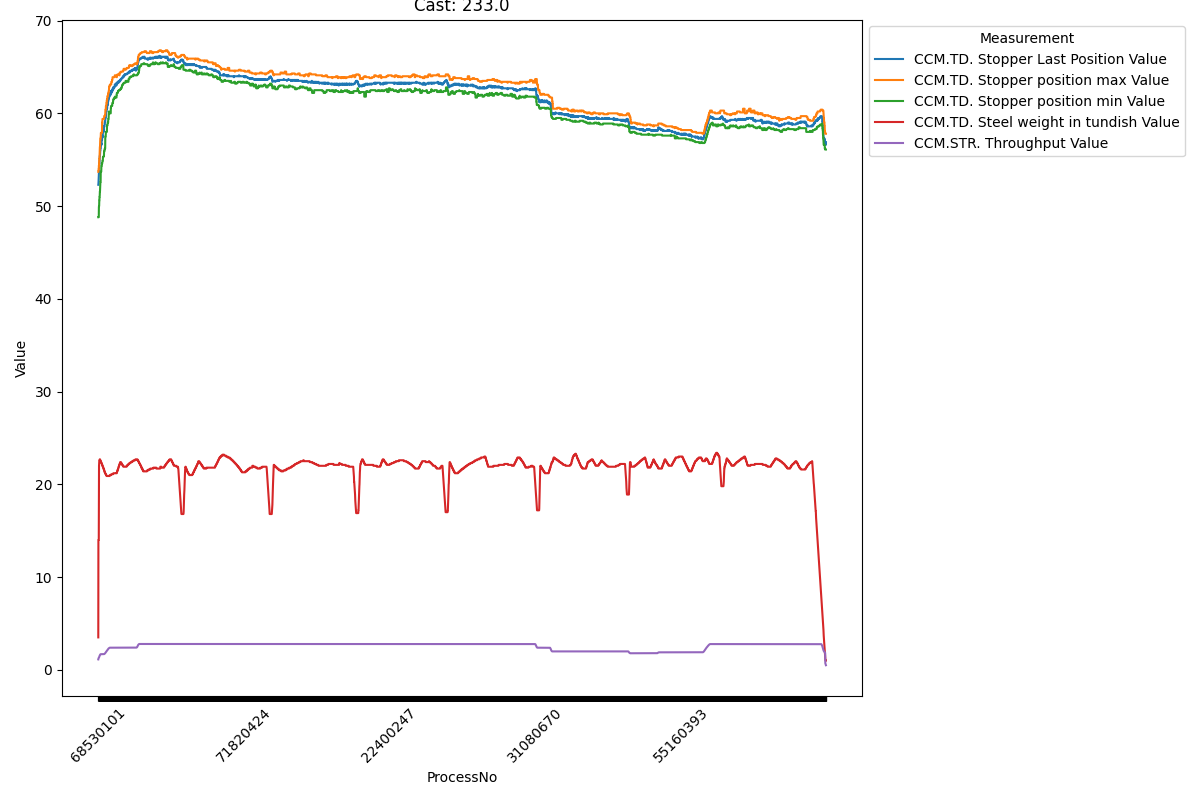 Cast: 233.0
Measurement
CCM.TD. Stopper Last Position Value
CCM.TD. Stopper position max Value
CCM.TD. Stopper position min Value
CCM.TD. Steel weight in tundish Value
CCM.STR. Throughput Value
Value
70
60
50
40
30
20
10
0
68530101
71820424
22400247
31080670
55160393
ProcessNo